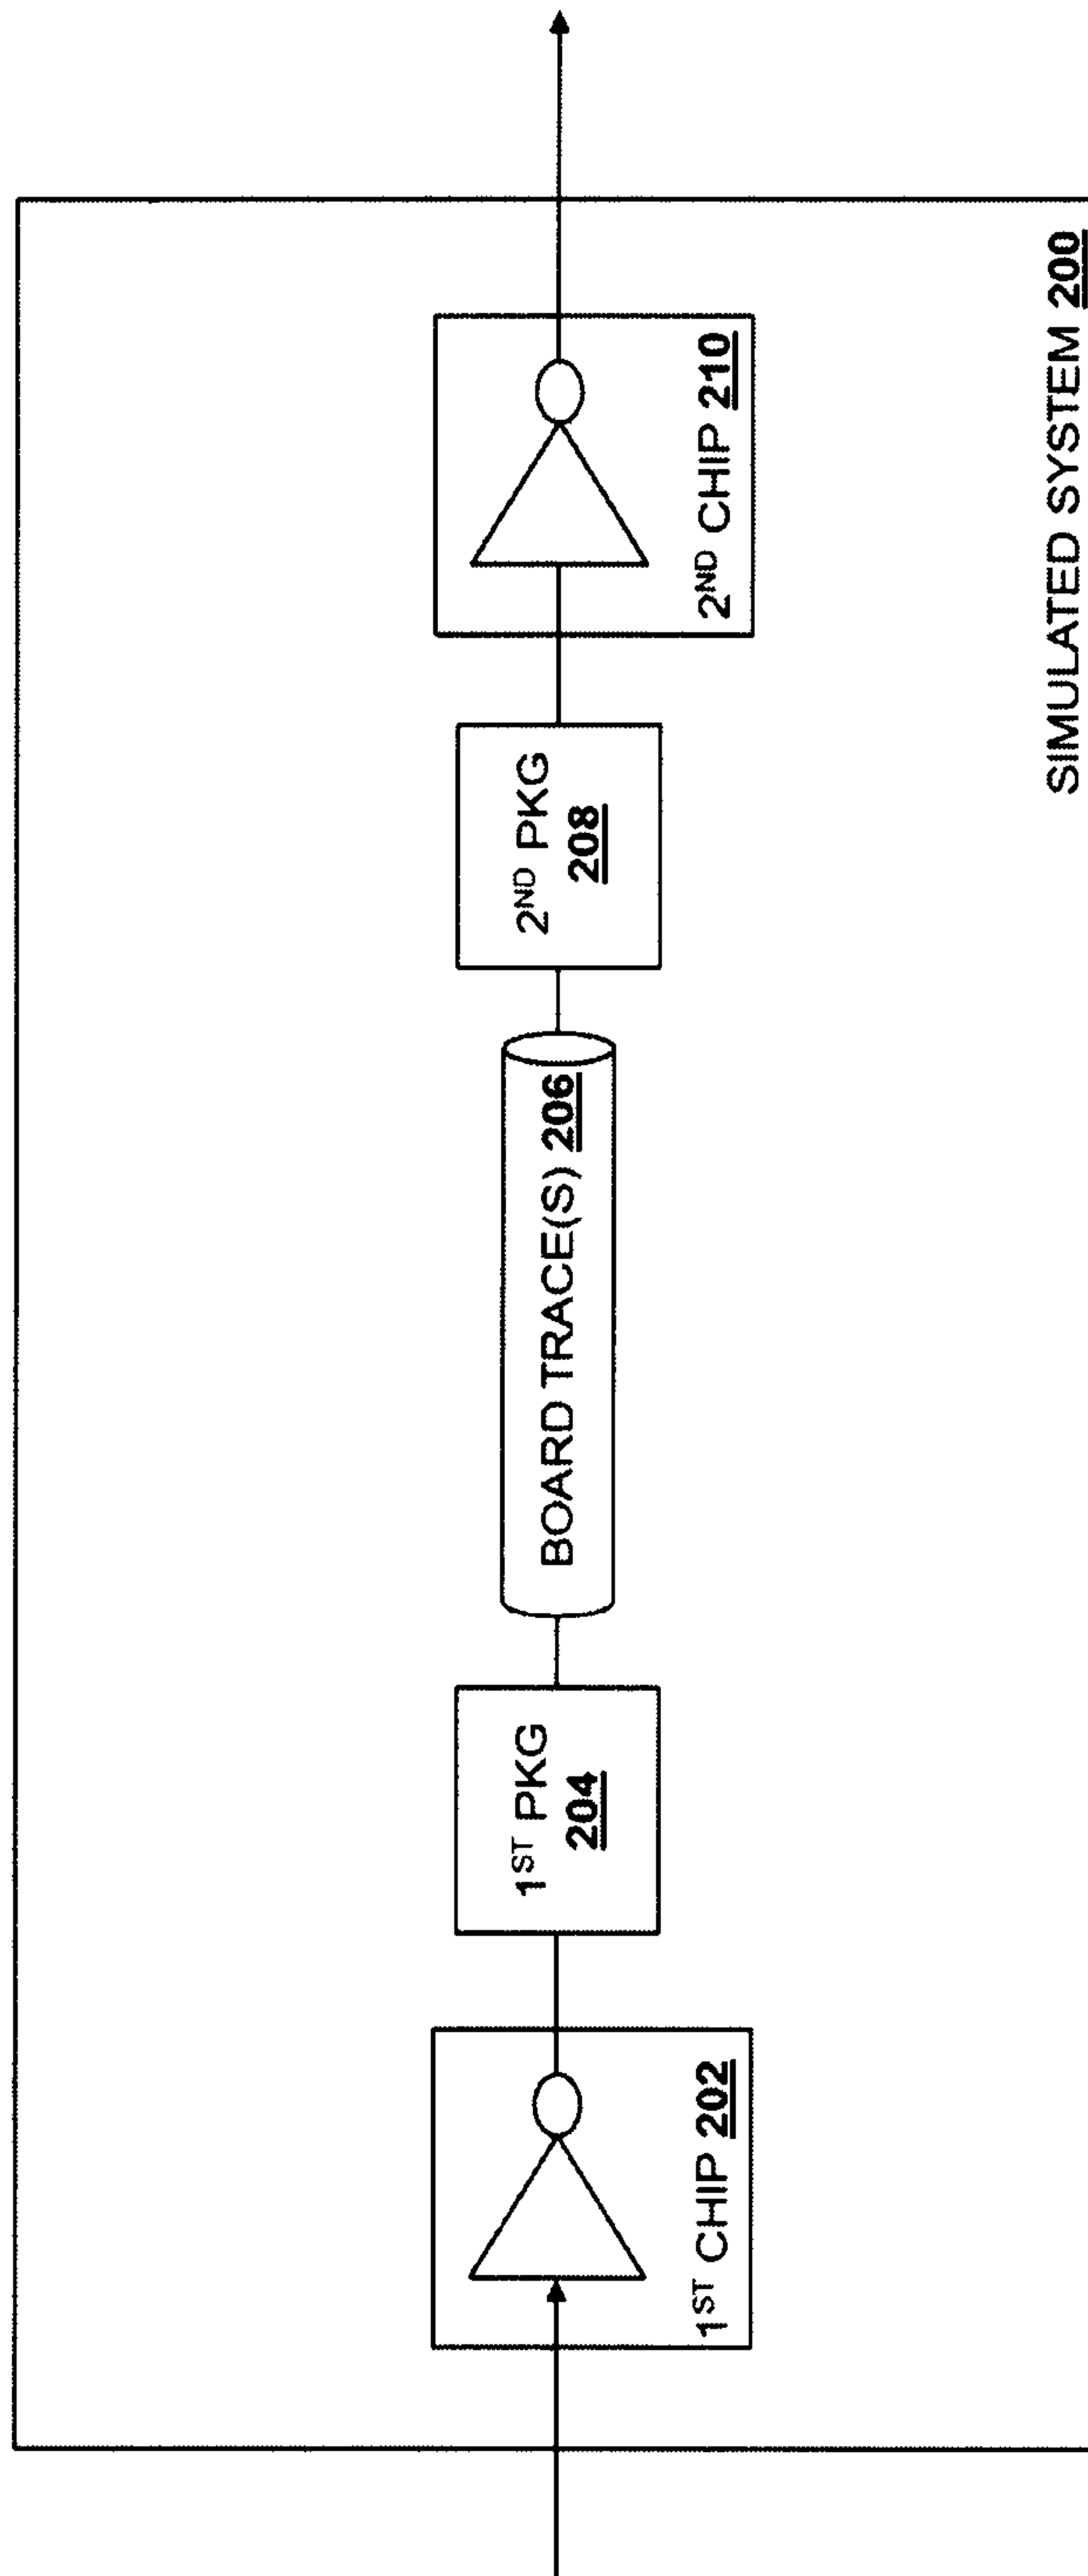 1ST CHIP 202
1ST PKG
204
BOARD TRACE(S) 206
2ND PKG
208
2ND CHIP 210
SIMULATED SYSTEM 200